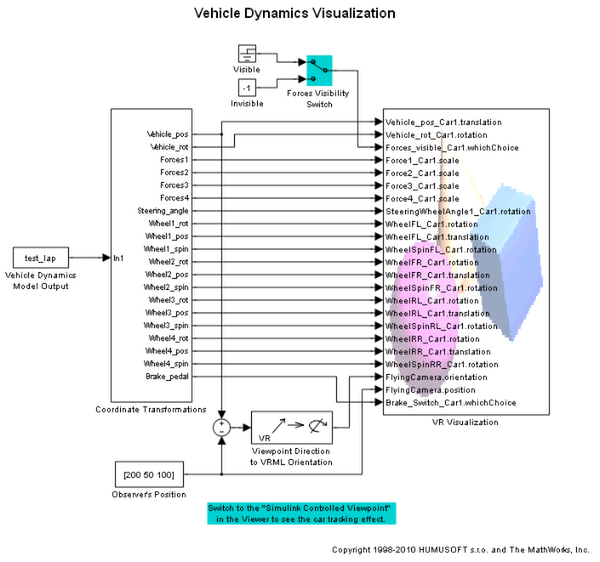 Vehicle Dynamics Visualization
Visible
-1
Invisible
Forces Visibility
Switch
test_lap
Vehicle Dynamics
Model Output
In1
Vehicle_pos
Vehicle_rot
Forces1
Forces2
Forces3
Forces4
Steering_angle
Wheel1_rot
Wheel1_pos
Wheel1_spin
Wheel2_rot
Wheel2_pos
Wheel2_spin
Wheel3_rot
Wheel3_pos
Wheel3_spin
Wheel4_rot
Wheel4_pos
Wheel4_spin
Brake_pedal
Coordinate Transformations
Vehicle_pos_Car1.translation
Vehicle_rot_Car1.rotation
Forces_visible_Car1.whichChoice
Force1_Car1.scale
Force2_Car1.scale
Force3_Car1.scale
Force4_Car1.scale
SteeringWheelAngle1_Car1.rotation
WheelFL_Car1.rotation
WheelFL_Car1.translation
WheelSpinFL_Car1.rotation
WheelFR_Car1.rotation
WheelFR_Car1.translation
WheelSpinFR_Car1.rotation
WheelRL_Car1.rotation
WheelRL_Car1.translation
WheelSpinRL_Car1.rotation
WheelRR_Car1.rotation
WheelRR_Car1.translation
WheelSpinRR_Car1.rotation
FlyingCamera.orientation
FlyingCamera.position
Brake_Switch_Car1.whichChoice
VR Visualization
+
−
VR
Viewpoint Direction
to VRML Orientation
[200 50 100]
Observer's Position
Switch to the "Simulink Controlled Viewpoint"
in the Viewer to see the car tracking effect.
Copyright 1998-2010 HUMUSOFT s.r.o. and The MathWorks, Inc.